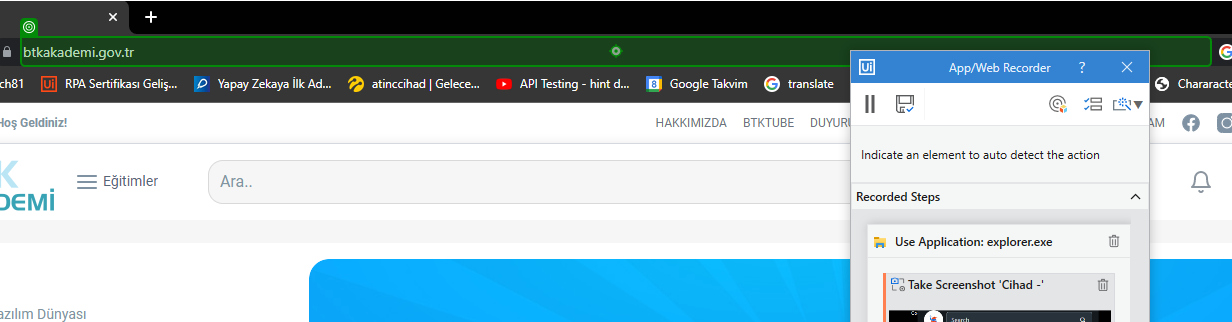 btkakademi.gov.tr
ch81 RPA Sertifikası Geliş... Yapay Zekaya İlk Ad... atinccihad | Gelece... API Testing - hint d... Google Takvim translate Chararacte
Ui App/Web Recorder ? 
Hoş Geldiniz! HAKKIMIZDA BTKTUBE DUYURU AM
Indicate an element to auto detect the action
K
DEMİ Eğitimler Ara..
Recorded Steps
Use Application: explorer.exe
Take Screenshot 'Cihad -'
azılım Dünyası
Search